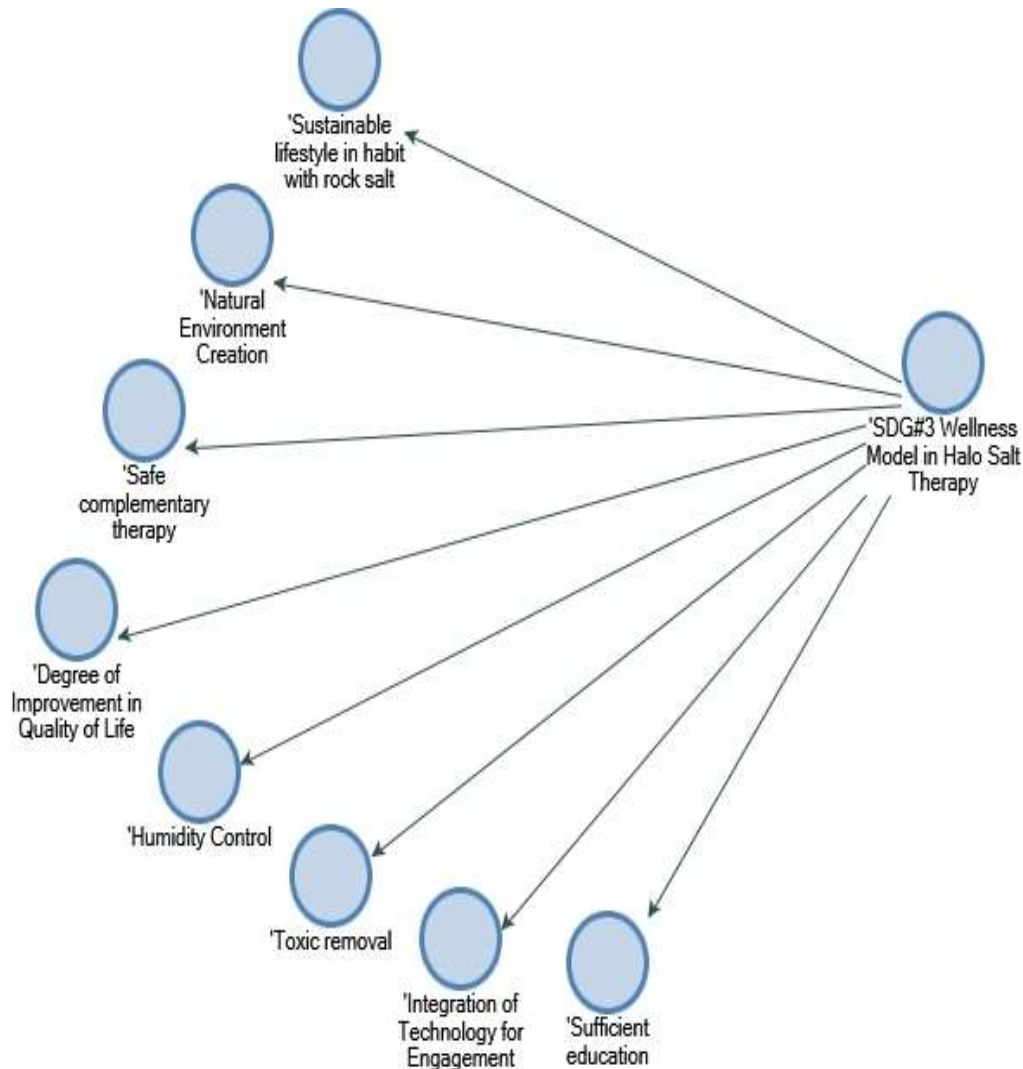 'Sustainable
lifestyle in habit
with rock salt
'Natural
Environment
Creation
'SDG#3 Wellness
Model in Halo Salt
Therapy
'Safe
complementary
therapy
'Degree of
Improvement in
Quality of Life
'Humidity Control
'Toxic removal
'Integration of
Technology for
Engagement
'Sufficient
education